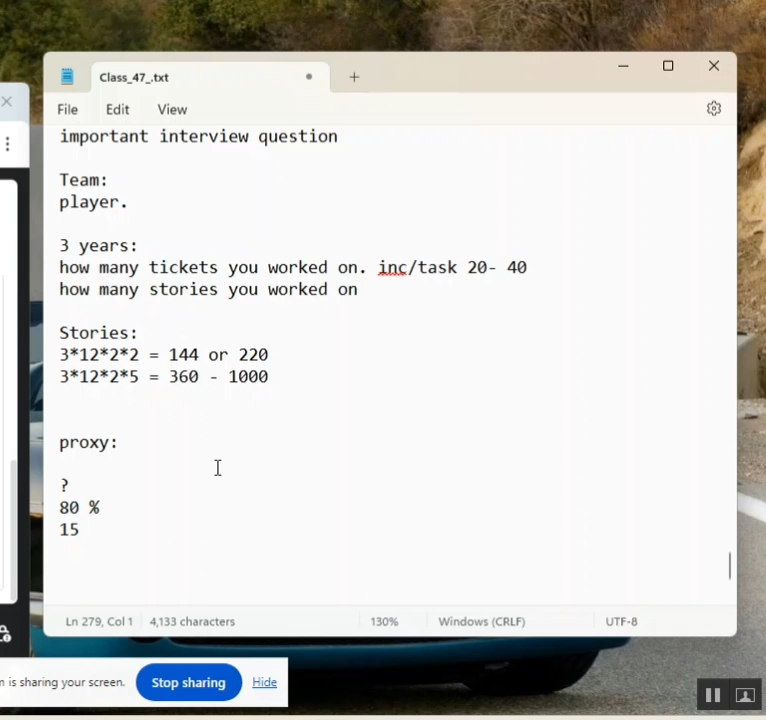 Class_47_.txt
File
Edit
View
important interview question
Team:
player.
3 years:
how many tickets you worked on. inc/task 20- 40
how many stories you worked on
Stories:
3*12*2*2 = 144 or 220
3*12*2*5 = 360 - 1000
proxy:
?
80 %
15
Ln 279, Col 1
4,133 characters
130%
Windows (CRLF)
UTF-8
is sharing your screen.
Stop sharing
Hide